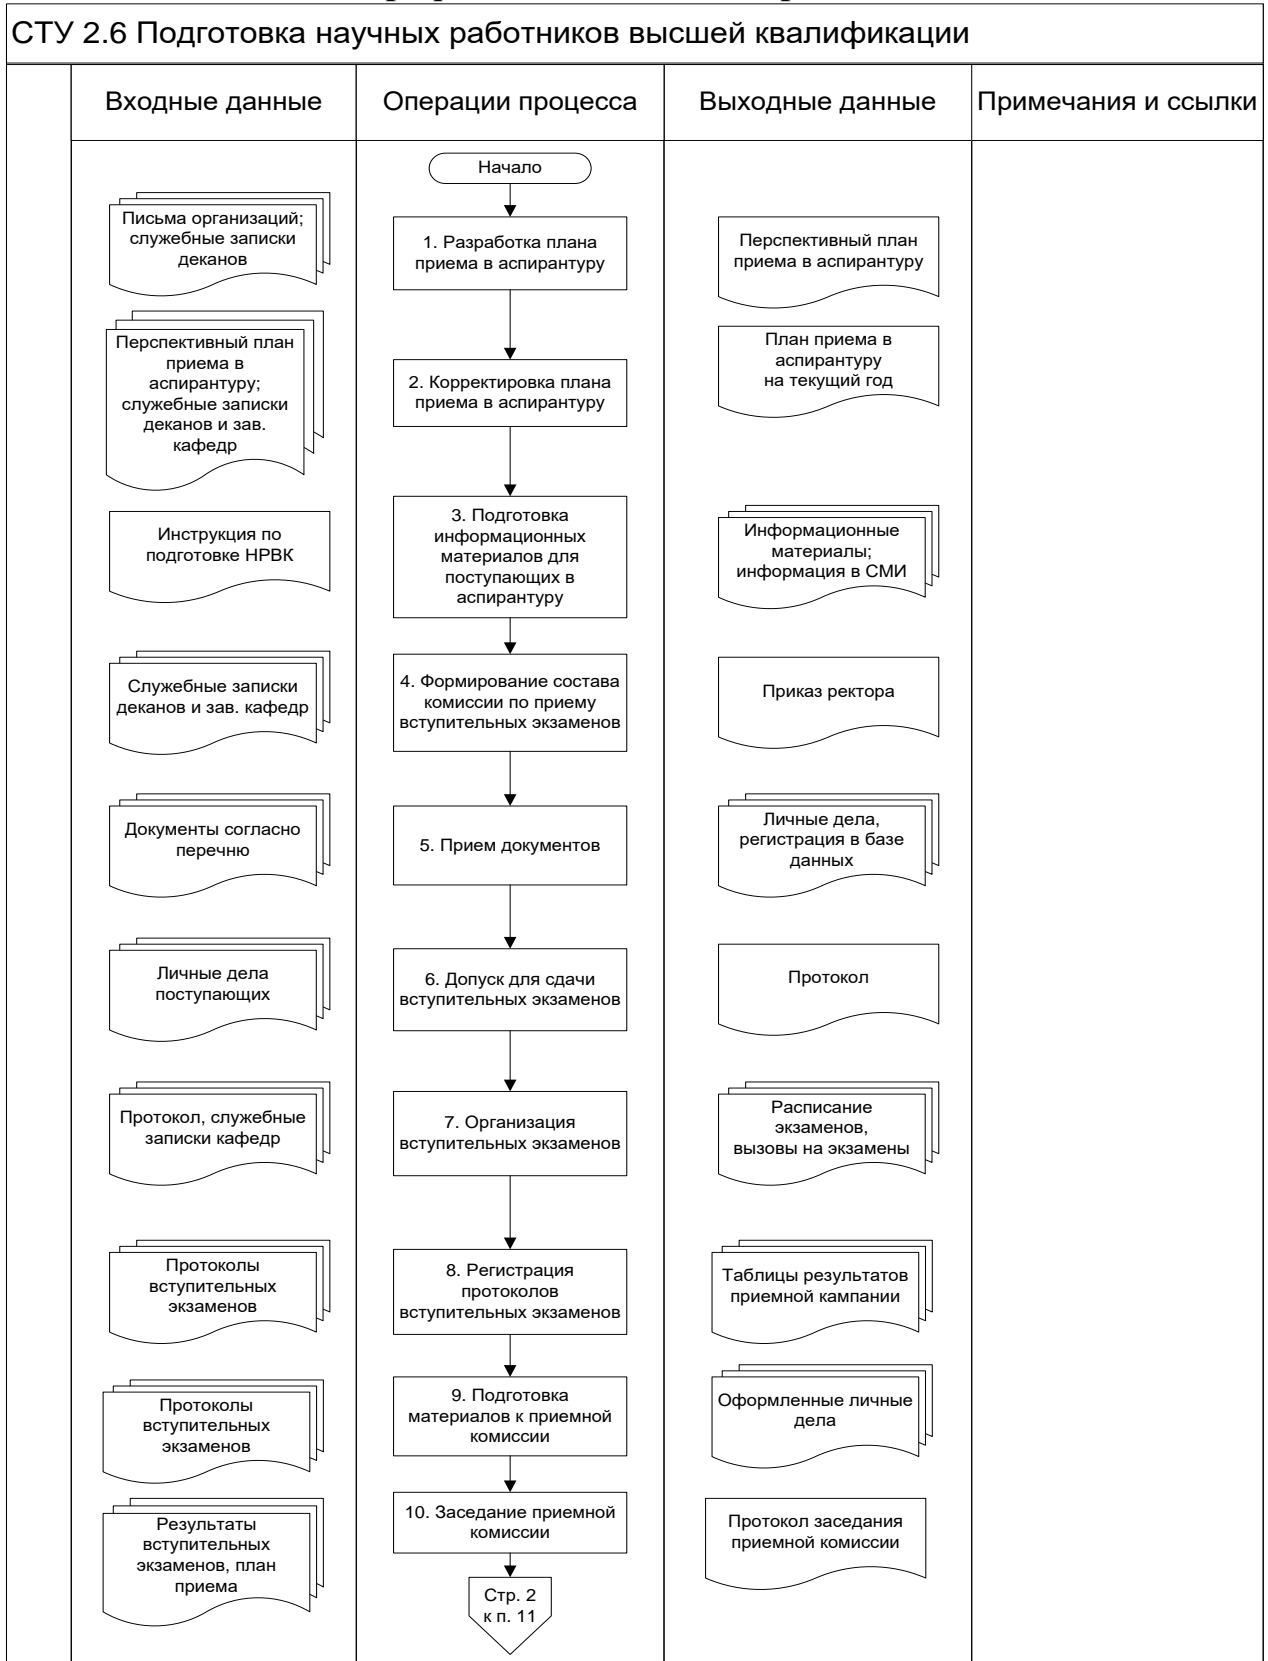 СТУ 2.6 Подготовка научных работников высшей квалификации
Входные данные
Операции процесса
Выходные данные
Примечания и ссылки
Начало
Письма организаций;
служебные записки
деканов
1. Разработка плана
приема в аспирантуру
Перспективный план
приема в аспирантуру
Перспективный план
приема в
аспирантуру;
служебные записки
деканов и зав.
кафедр
2. Корректировка плана
приема в аспирантуру
План приема в
аспирантуру
на текущий год
Инструкция по
подготовке НРВК
3. Подготовка
информационных
материалов для
поступающих в
аспирантуру
Информационные
материалы;
информация в СМИ
Служебные записки
деканов и зав. кафедр
4. Формирование состава
комиссии по приему
вступительных экзаменов
Приказ ректора
Документы согласно
перечню
5. Прием документов
Личные дела,
регистрация в базе
данных
Личные дела
поступающих
6. Допуск для сдачи
вступительных экзаменов
Протокол
Протокол, служебные
записки кафедр
7. Организация
вступительных экзаменов
Расписание
экзаменов,
вызовы на экзамены
Протоколы
вступительных
экзаменов
8. Регистрация
протоколов
вступительных экзаменов
Таблицы результатов
приемной кампании
Протоколы
вступительных
экзаменов
9. Подготовка
материалов к приемной
комиссии
Оформленные личные
дела
Результаты
вступительных
экзаменов, план
приема
10. Заседание приемной
комиссии
Протокол заседания
приемной комиссии
Стр. 2
к п. 11